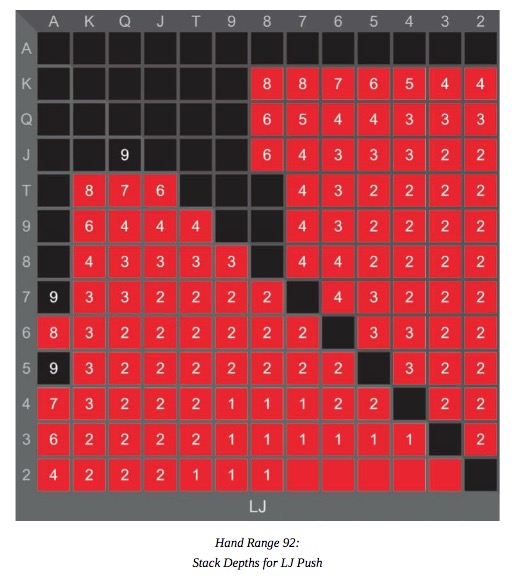 A K Q J T 9 8 7 6 5 4 3 2
A
K 8 8 7 6 5 4 4
Q 6 5 4 4 3 3 3
J 9 6 4 3 3 3 2 2
T 8 7 6 4 3 2 2 2 2
9 6 4 4 4 4 3 2 2 2 2
8 4 3 3 3 3 4 4 2 2 2 2
7 9 3 3 2 2 2 2 4 3 2 2 2
6 8 3 2 2 2 2 2 2 3 3 2 2
5 9 3 2 2 2 2 2 2 2 3 2 2
4 7 3 2 2 2 1 1 1 2 2 2 2
3 6 2 2 2 2 1 1 1 1 1 1 2
2 4 2 2 2 1 1 1
LJ
Hand Range 92:
Stack Depths for LJ Push